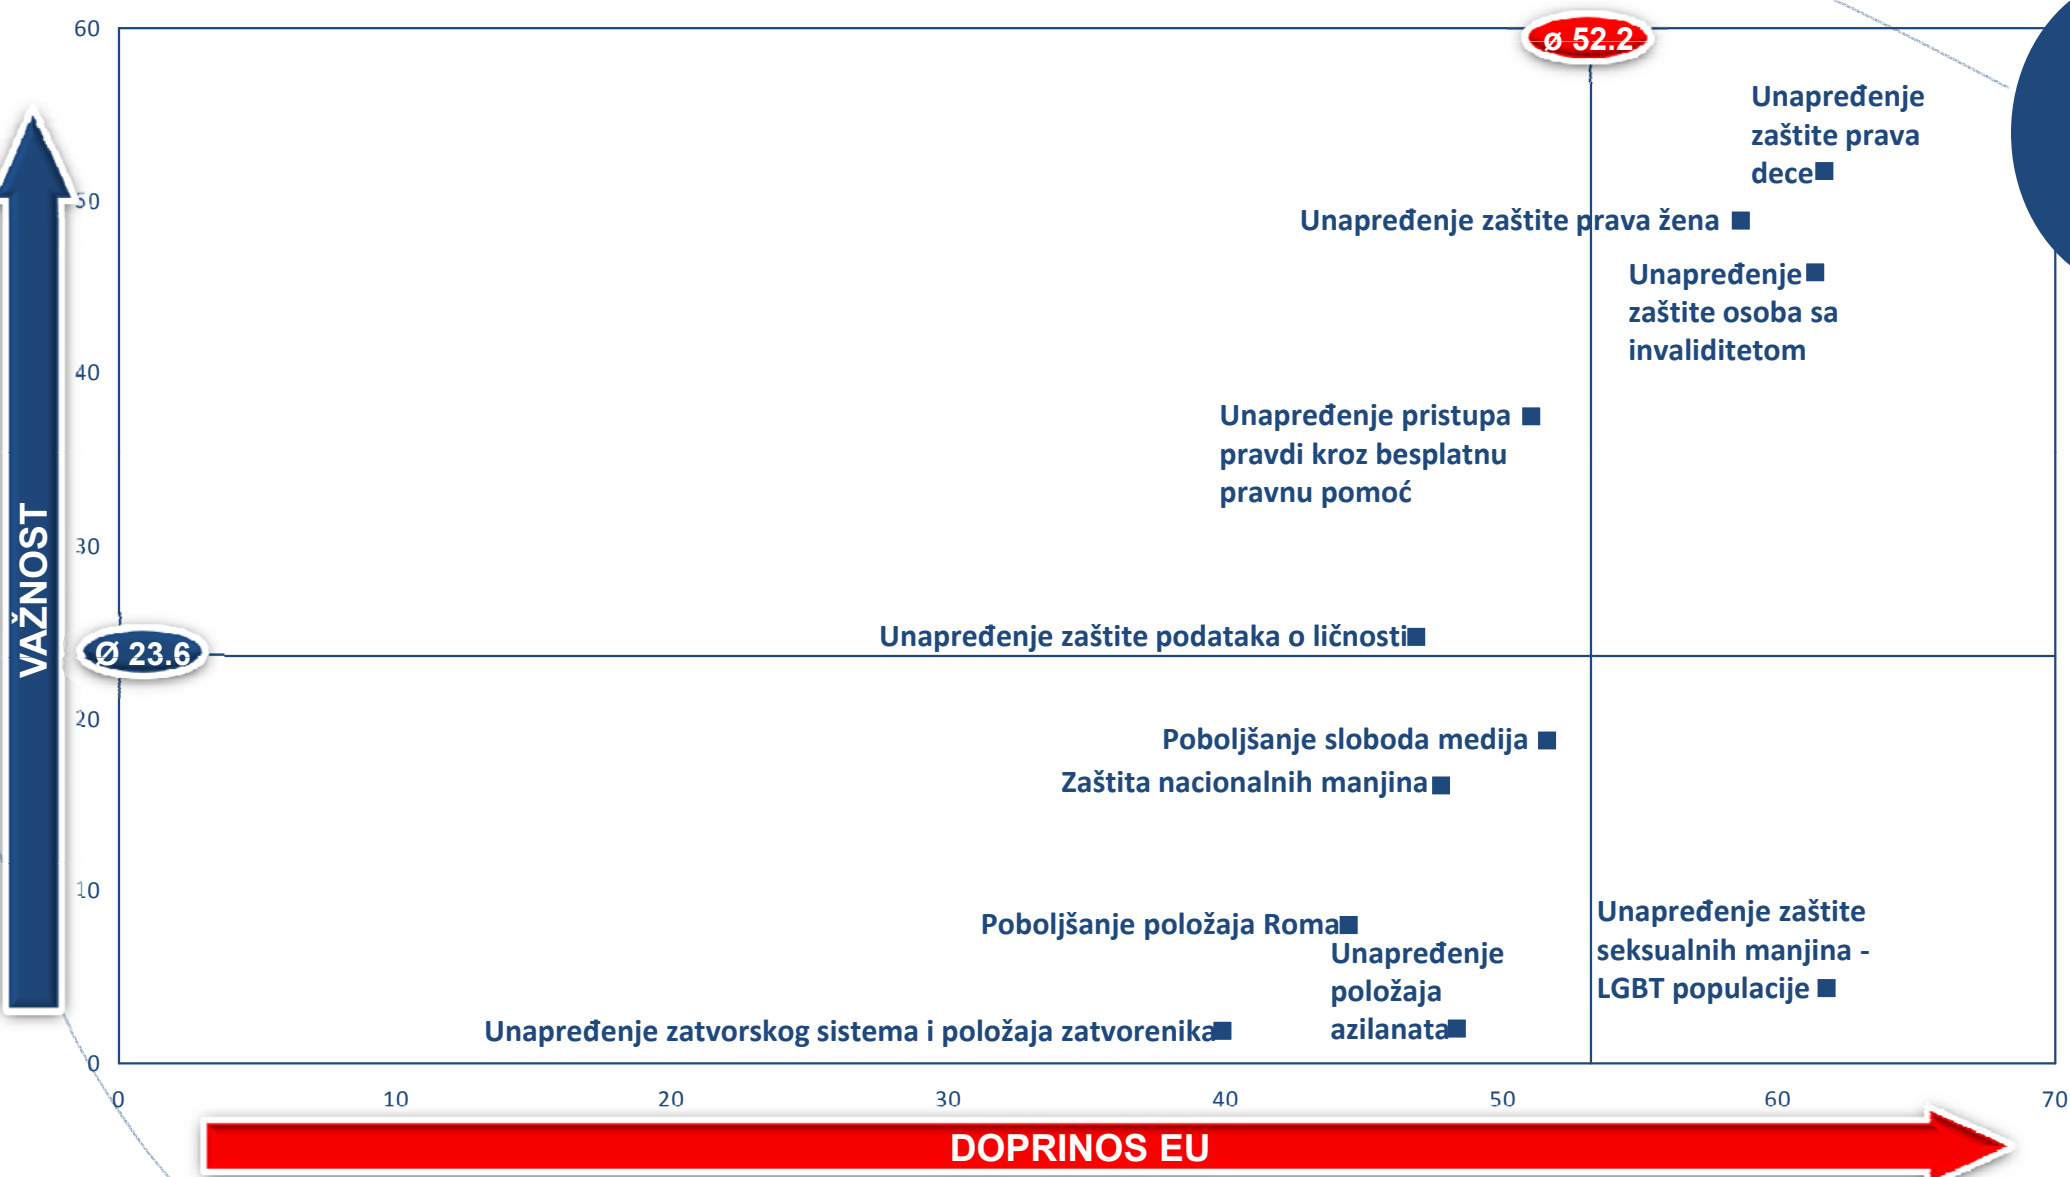 60
ø 52.2
Unapređenje
zaštite prava
dece
50
Unapređenje zaštite prava žena
Unapređenje
zaštite osoba sa
invaliditetom
40
Unapređenje pristupa
pravdi kroz besplatnu
pravnu pomoć
30
VAŽNOST
Unapređenje zaštite podataka o ličnosti
Ø 23.6
20
Poboljšanje sloboda medija
Zaštita nacionalnih manjina
10
Poboljšanje položaja Roma
Unapređenje
položaja
azilanata
Unapređenje zaštite
seksualnih manjina -
LGBT populacije
Unapređenje zatvorskog sistema i položaja zatvorenika
0
0 10 20 30 40 50 60 70
DOPRINOS EU